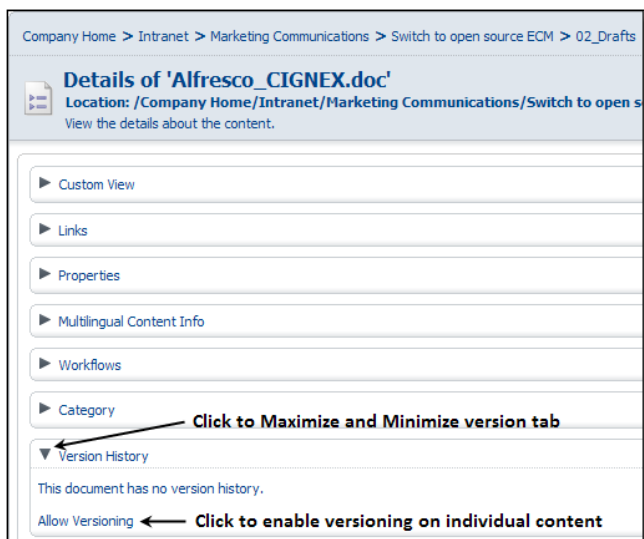 Company Home > Intranet > Marketing Communications > Switch to open source ECM > 02_Drafts
Details of 'Alfresco_CIGNEX.doc'
Location: /Company Home/Intranet/Marketing Communications/Switch to open
View the details about the content.
Custom View
Links
Properties
Multilingual Content Info
Workflows
Category
Click to Maximize and Minimize version tab
Version History
This document has no version history.
Allow Versioning
Click to enable versioning on individual content